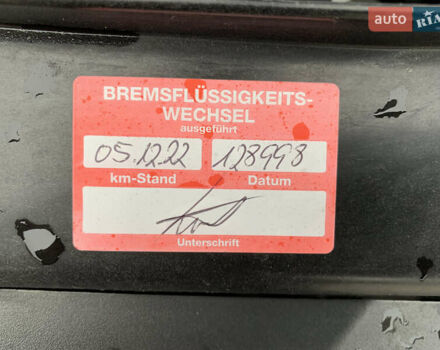 auto RIA
BREMSFLÜSSIGKEITS-
WECHSEL
ausgeführt
05.12.22 128998
km-Stand Datum
Unterschrift